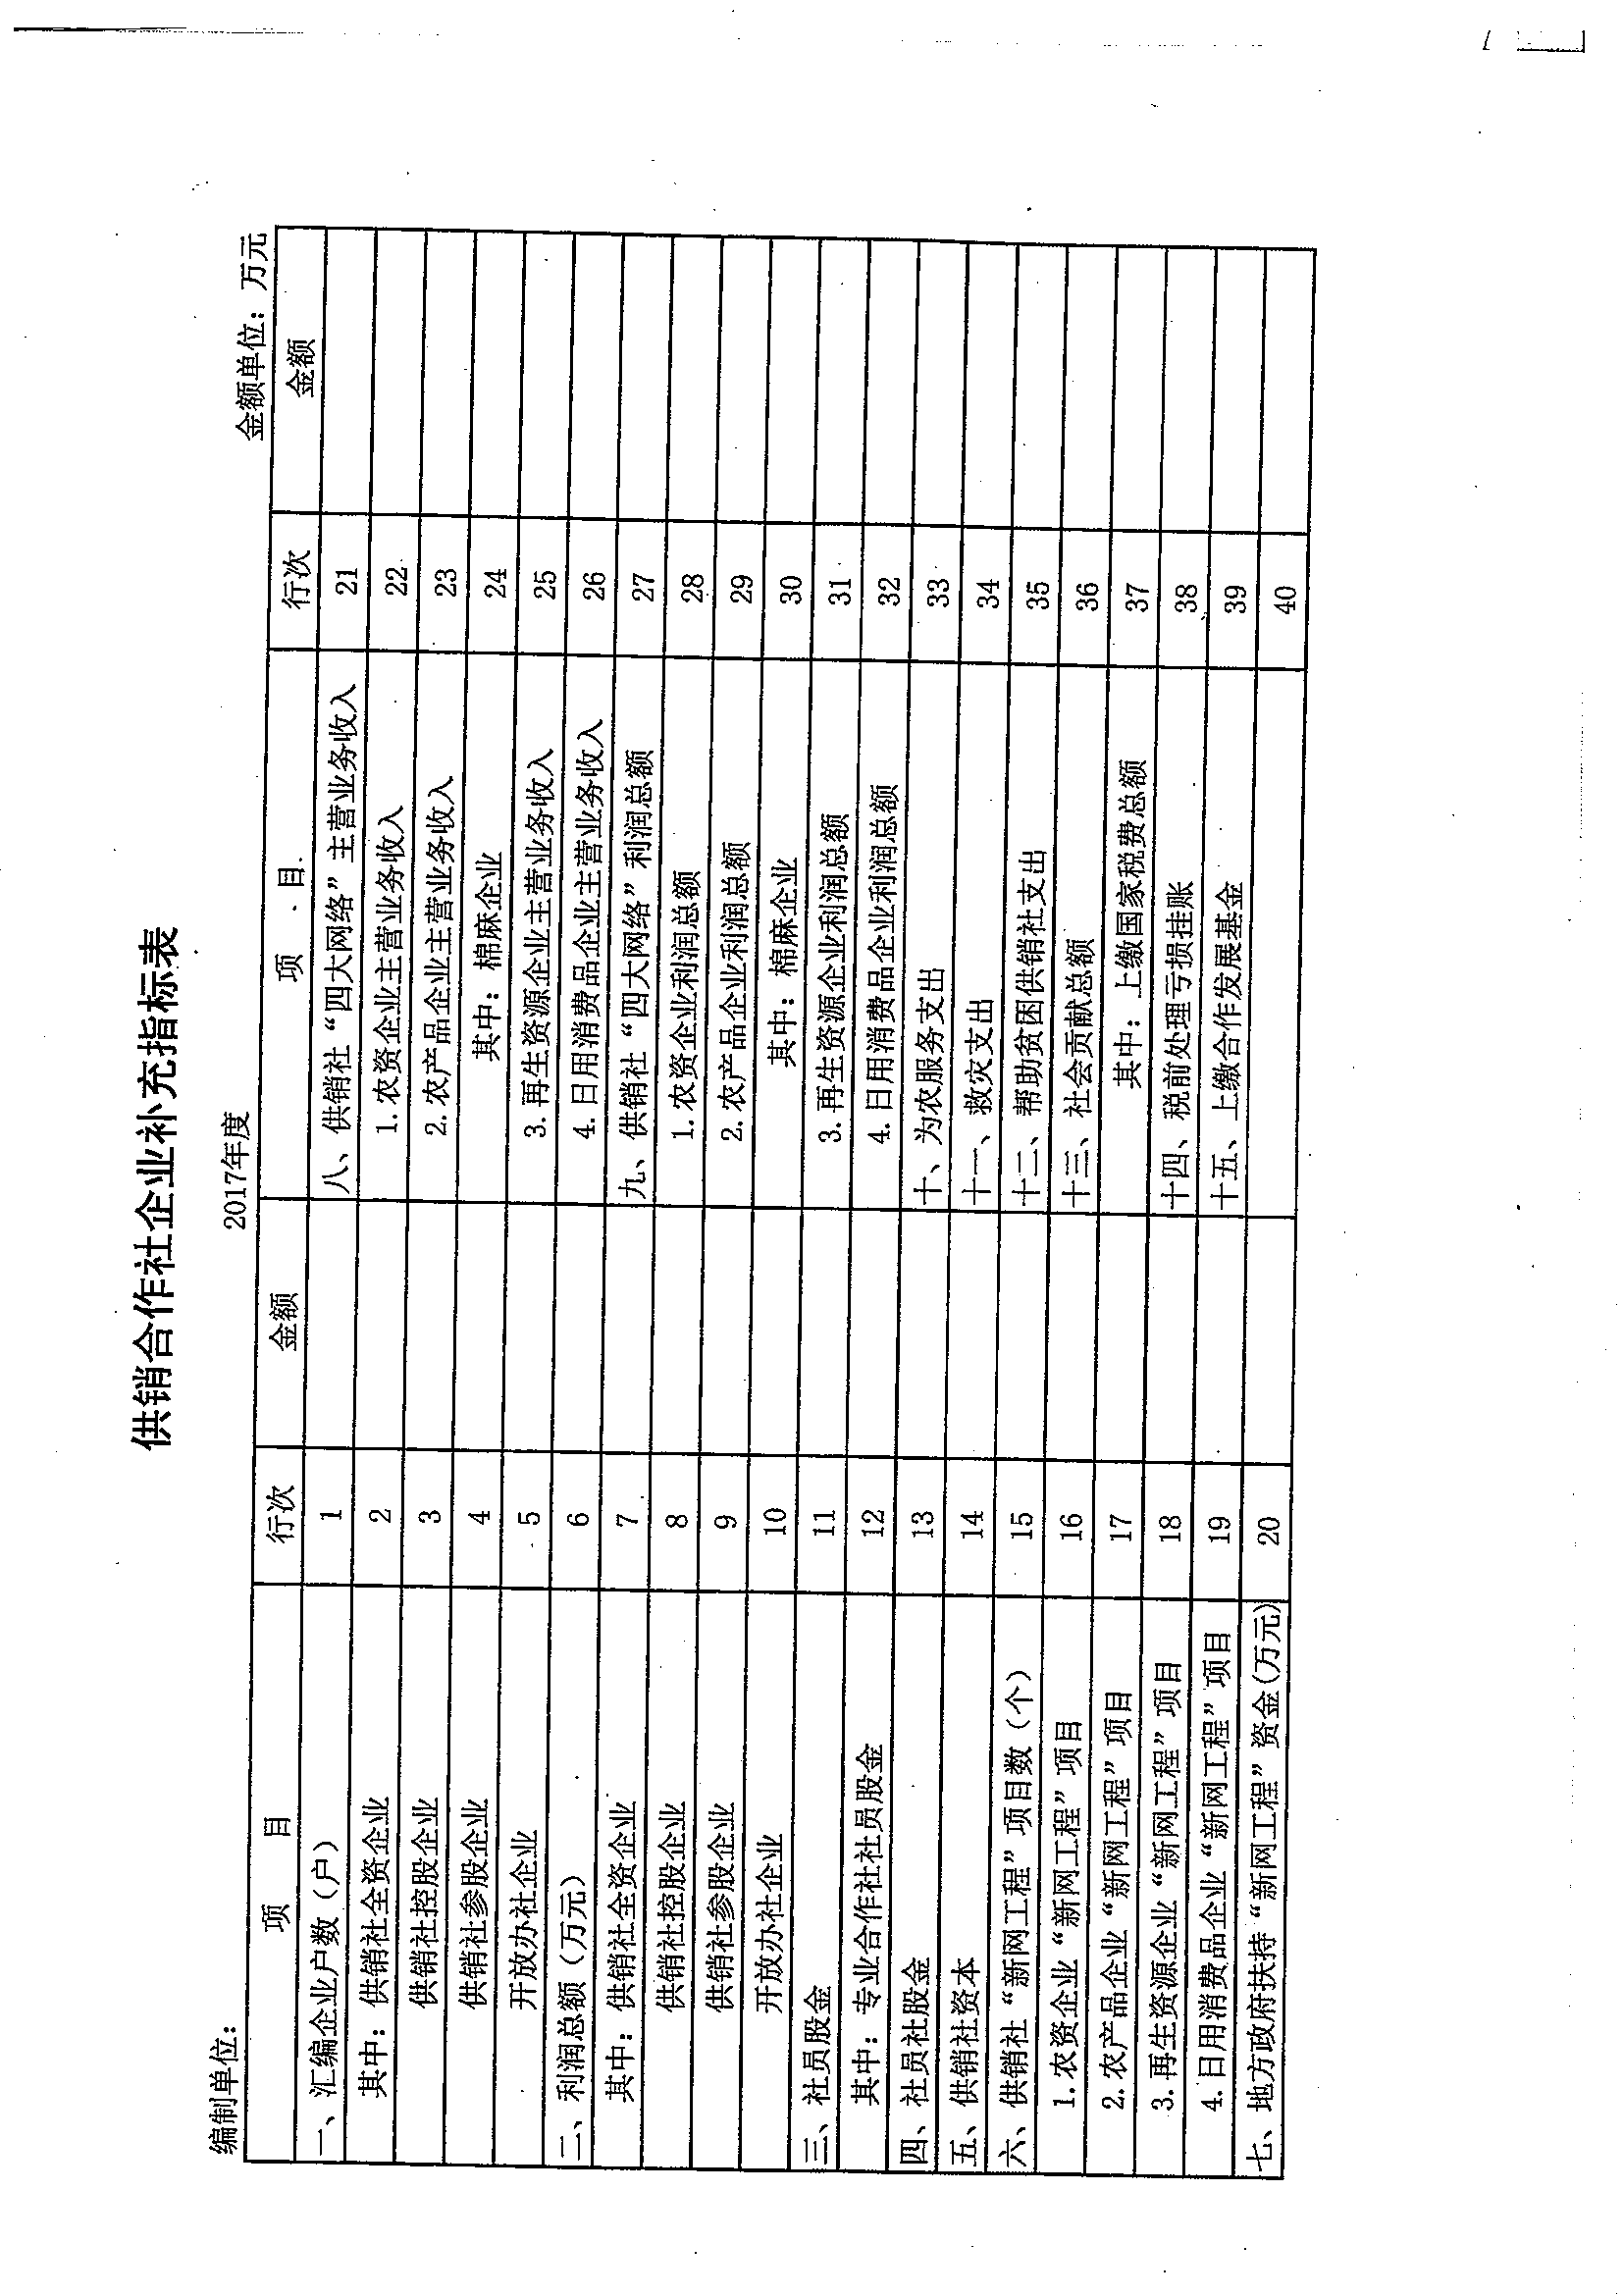 供销合作社企业补充指标表
2017年度
编制单位： 金额单位：万元
项 目 行次 金额 项 目 行次 金额
一、汇编企业户数（户） 1 八、供销社“四大网络”主营业务收入 21
其中：供销社全资企业 2 1.农资企业主营业务收入 22
供销社控股企业 3 2.农产品企业主营业务收入 23
供销社参股企业 4 其中：棉麻企业 24
开放办社企业 5 3.再生资源企业主营业务收入 25
二、利润总额（万元） 6 4.日用消费品企业主营业务收入 26
其中：供销社全资企业 7 九、供销社“四大网络”利润总额 27
供销社控股企业 8 1.农资企业利润总额 28
供销社参股企业 9 2.农产品企业利润总额 29
开放办社企业 10 其中：棉麻企业 30
三、社员股金 11 3.再生资源企业利润总额 31
其中：专业合作社社员股金 12 4.日用消费品企业利润总额 32
四、社员社股金 13 十、为农服务支出 33
五、供销社资本 14 十一、救灾支出 34
六、供销社“新网工程”项目数（个） 15 十二、帮助贫困供销社支出 35
1.农资企业“新网工程”项目 16 十三、社会贡献总额 36
2.农产品企业“新网工程”项目 17 其中：上缴国家税费总额 37
3.再生资源企业“新网工程”项目 18 十四、税前处理亏损挂账 38
4.日用消费品企业“新网工程”项目 19 十五、上缴合作发展基金 39
七、地方政府扶持“新网工程”资金(万元) 20 40